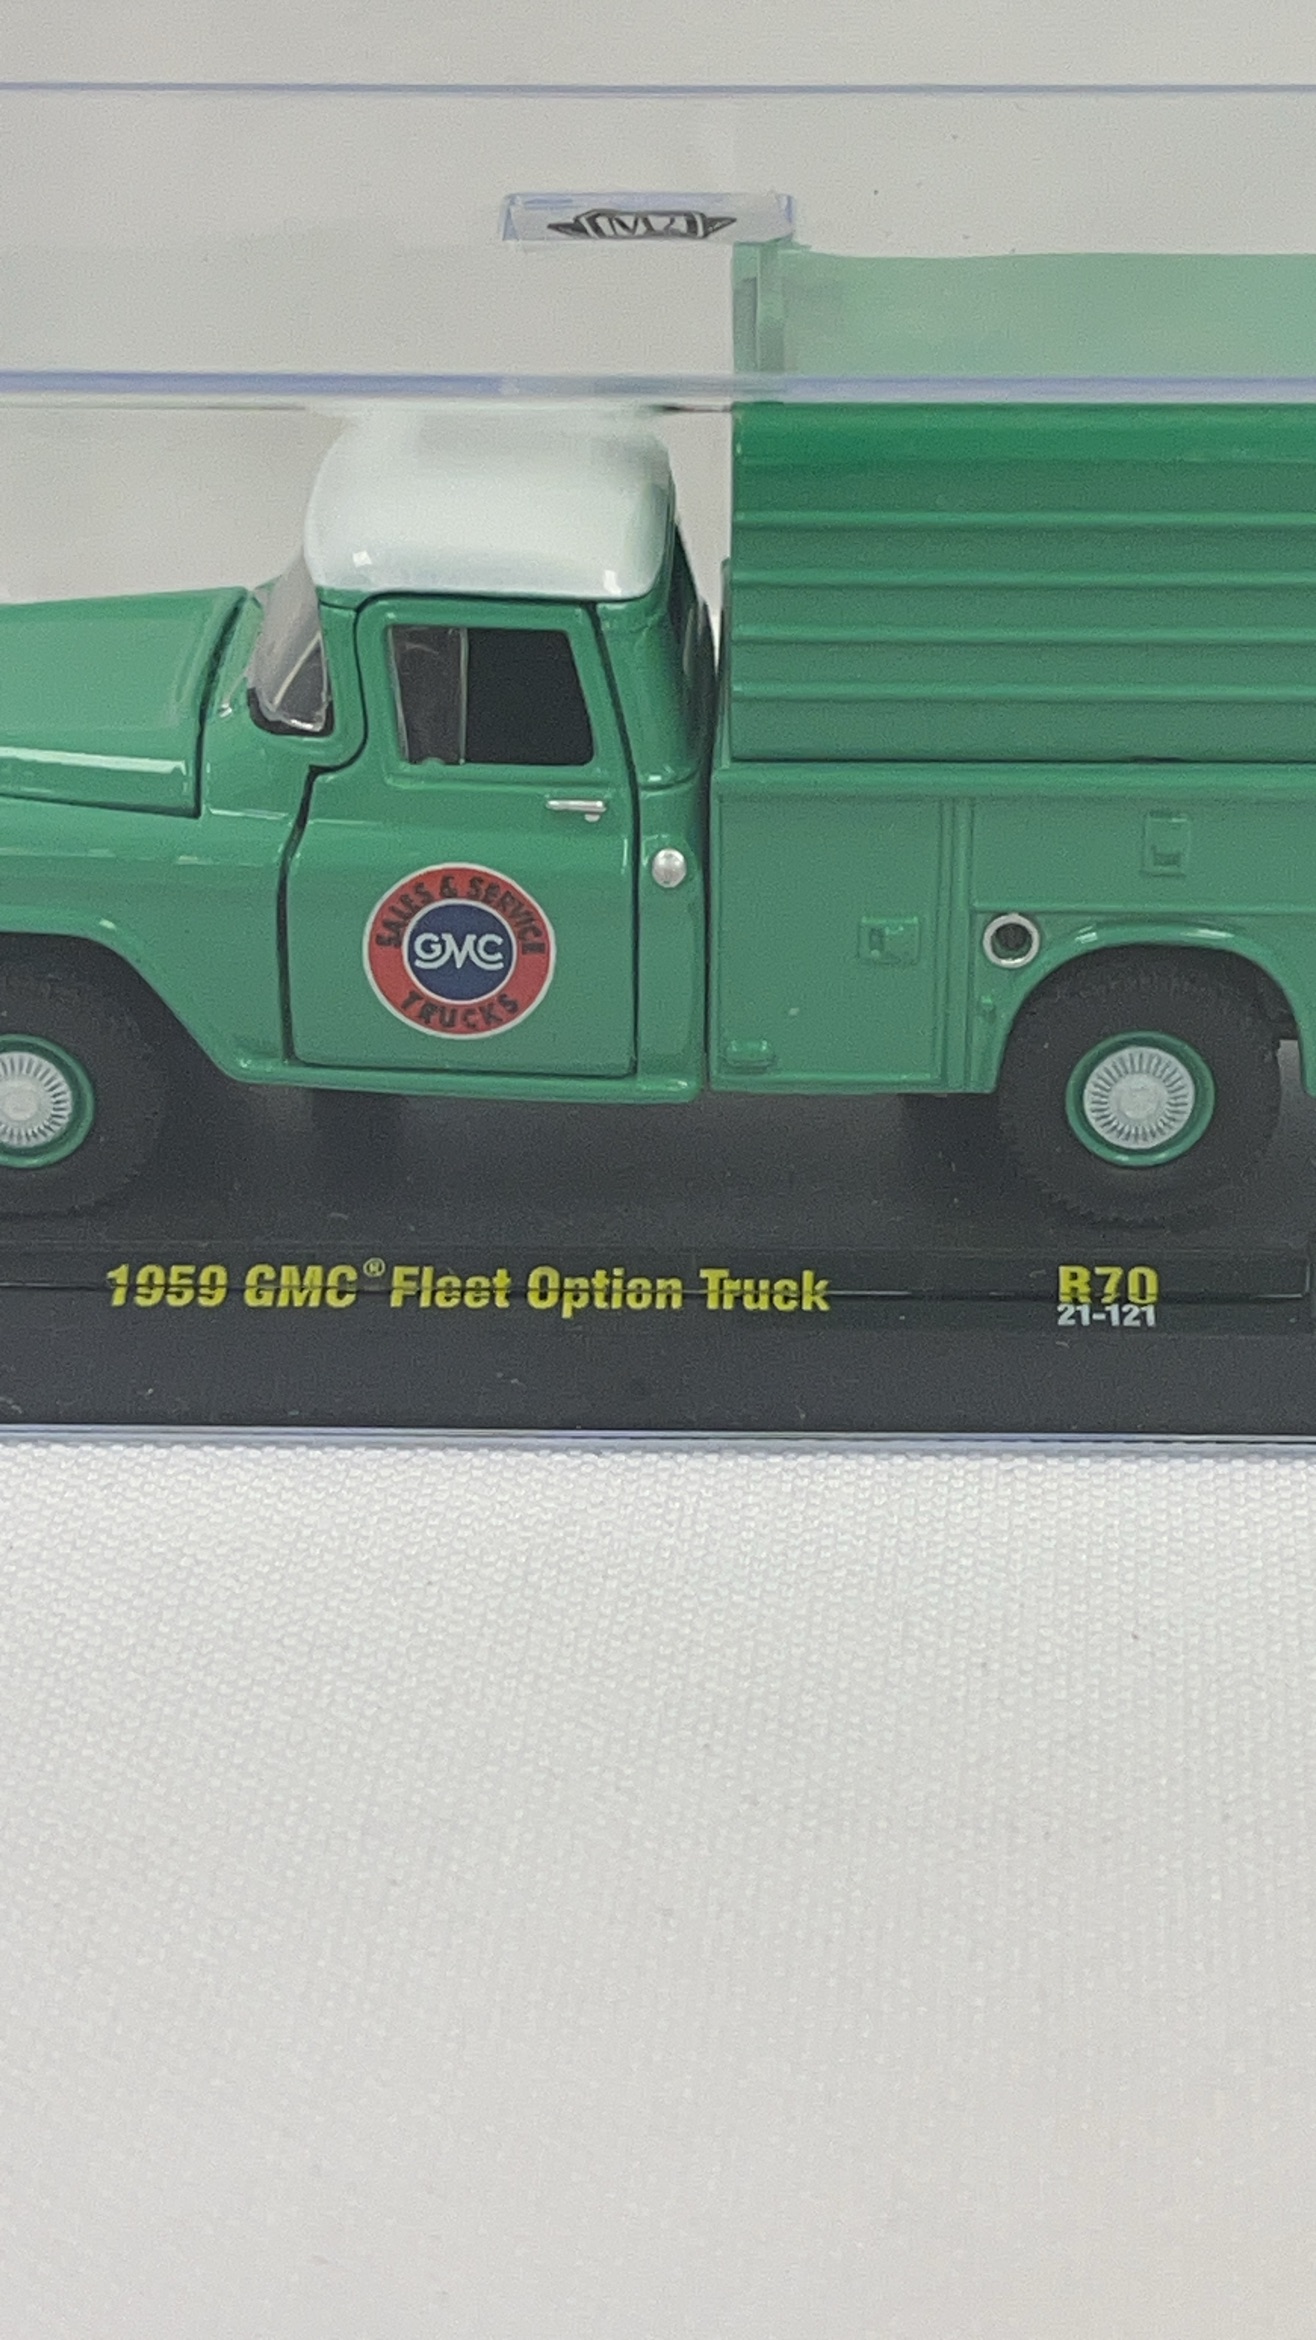 M2
SALES & SERVICE
GMC
TRUCKS
1959 GMC® Fleet Option Truck
R70
21-121